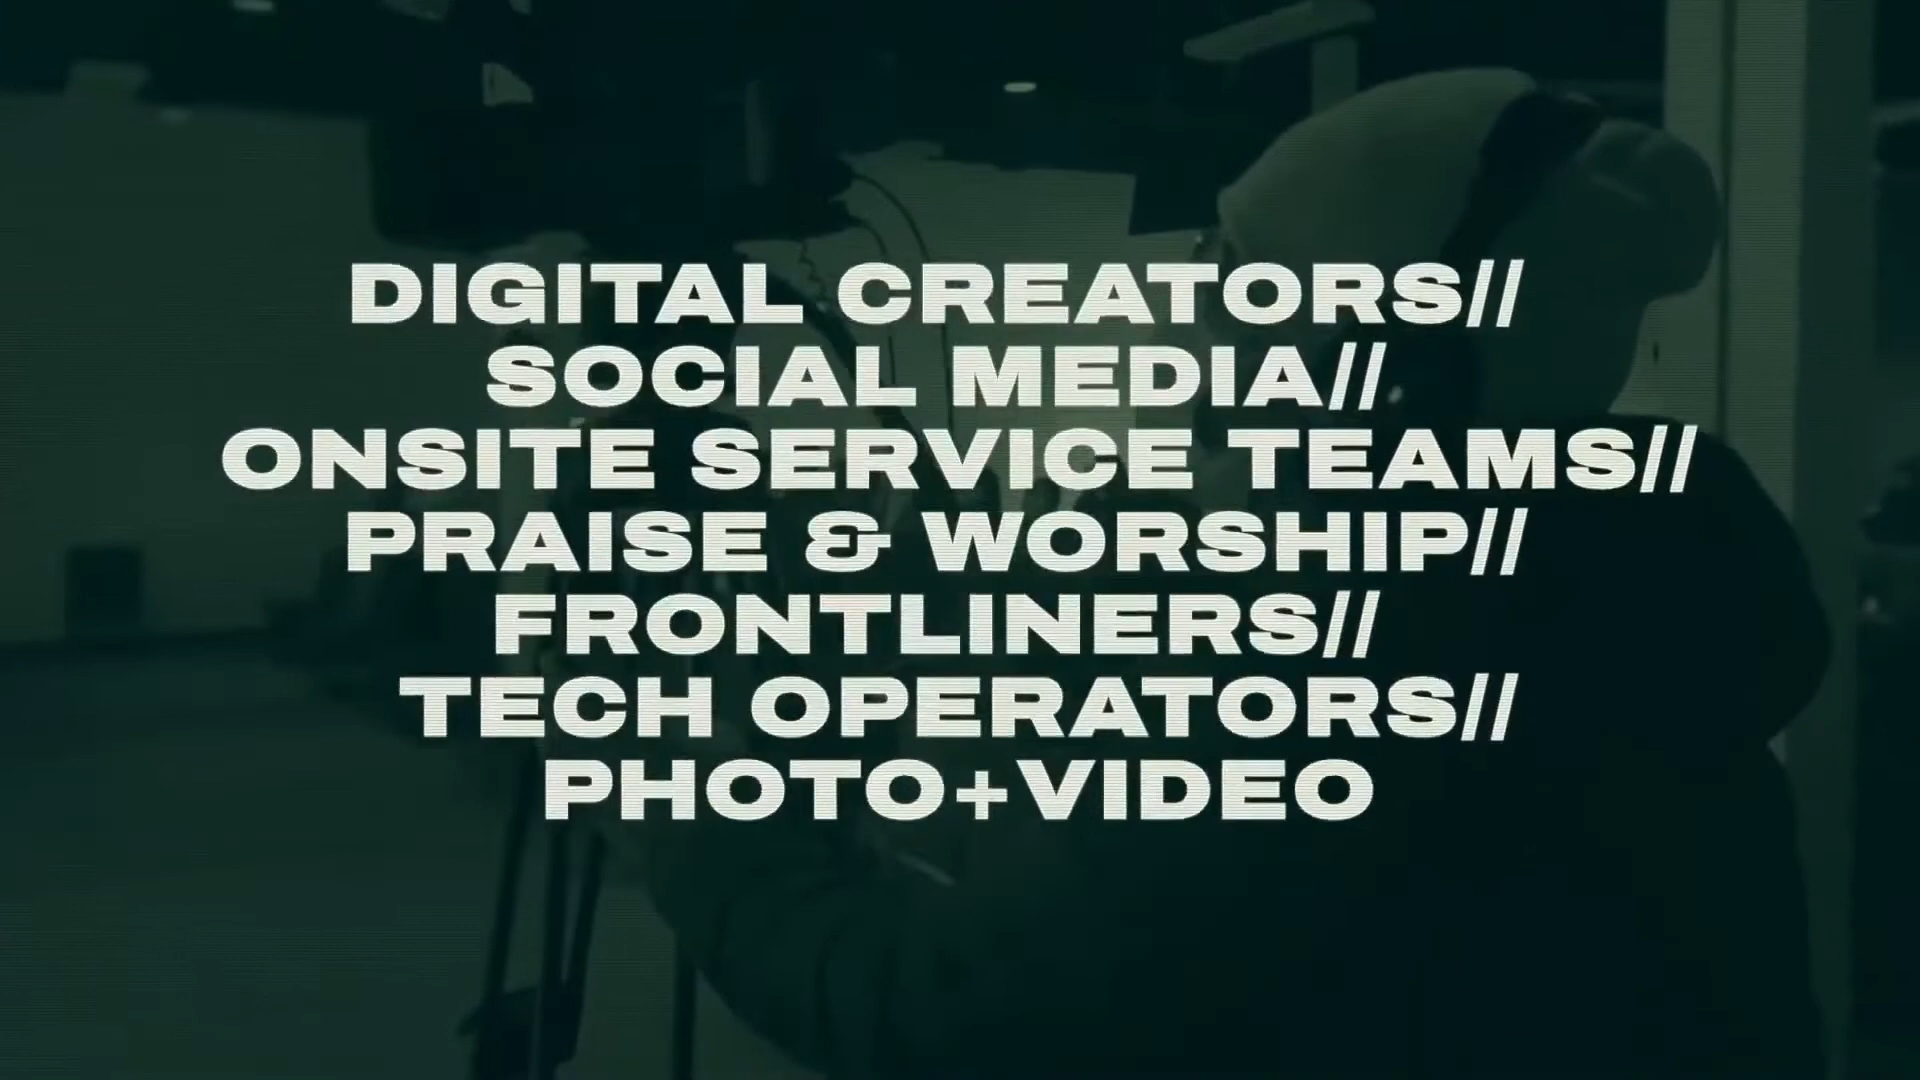 DIGITAL CREATORS//
SOCIAL MEDIA//
ONSITE SERVICE TEAMS//
PRAISE & WORSHIP//
FRONTLINERS//
TECH OPERATORS//
PHOTO+VIDEO